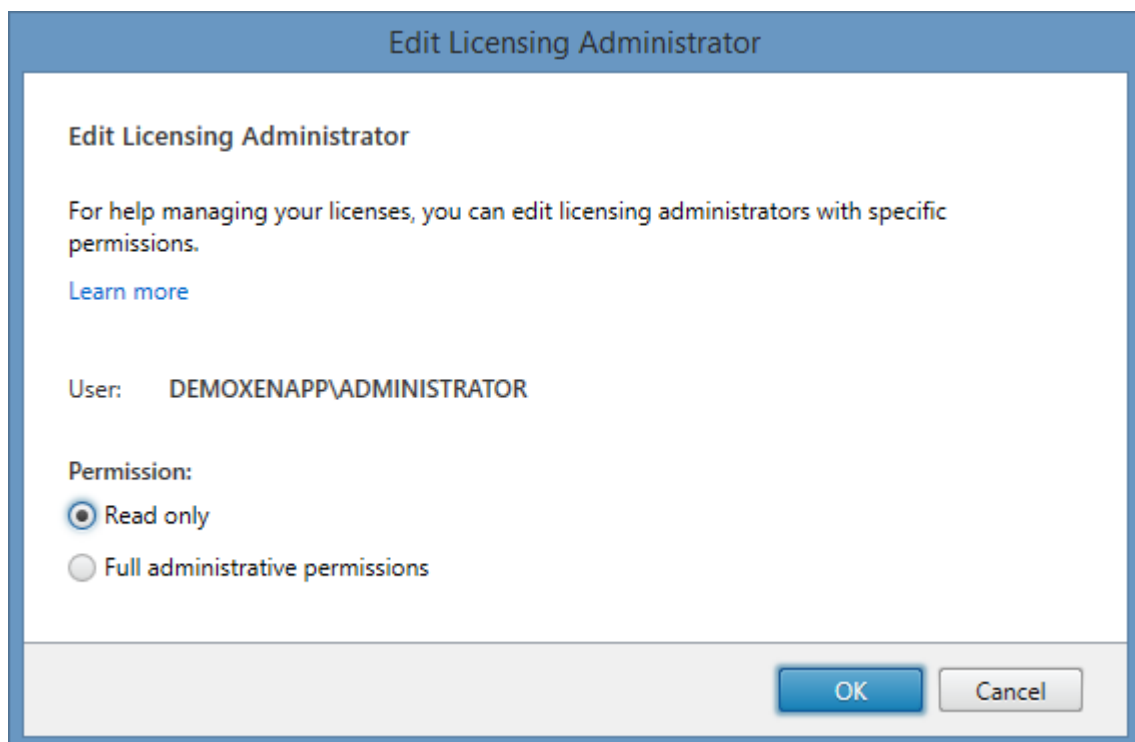 Edit Licensing Administrator
Edit Licensing Administrator
For help managing your licenses, you can edit licensing administrators with specific
permissions.
Learn more
User: DEMOXENAPP\ADMINISTRATOR
Permission:
Read only
Full administrative permissions
OK Cancel